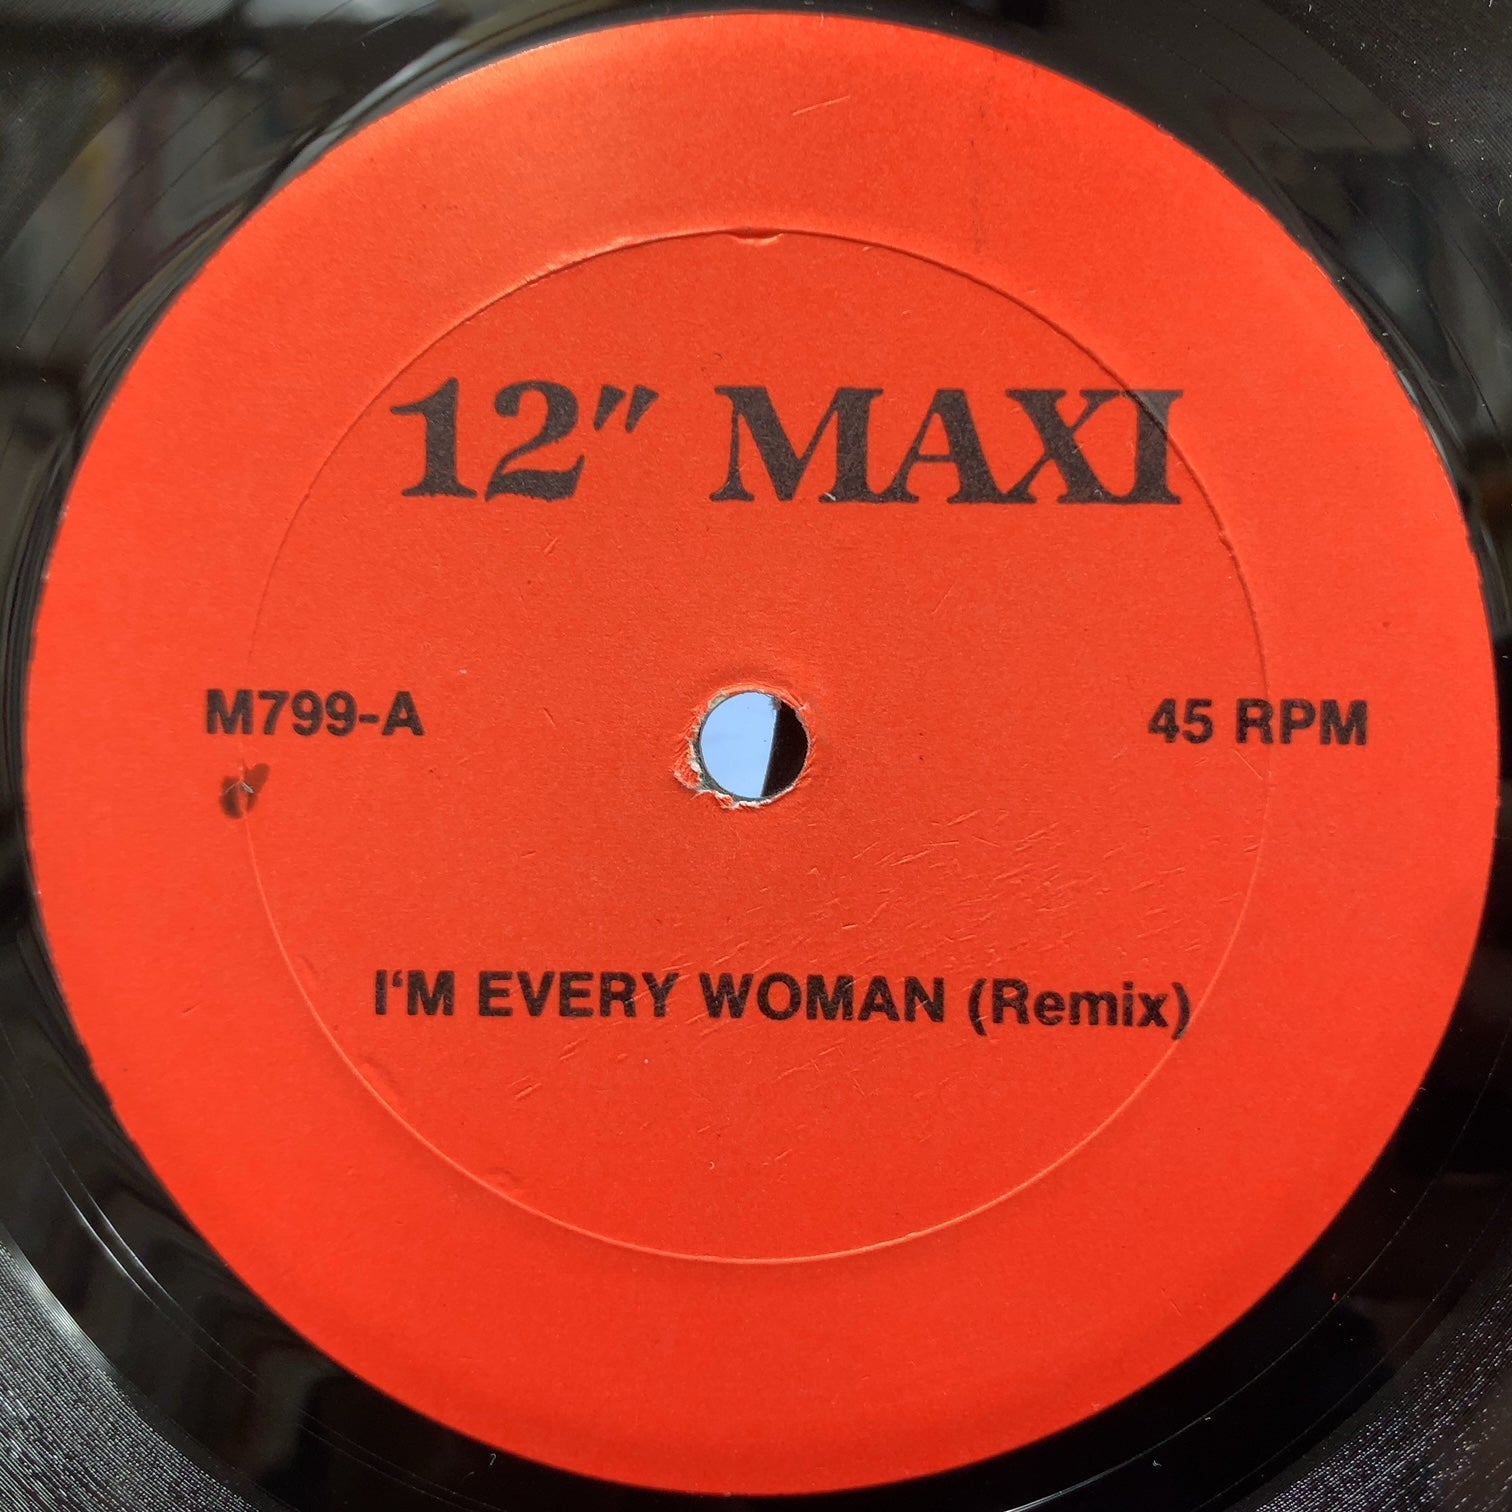 12" MAXI
M799-A
45 RPM
I'M EVERY WOMAN (Remix)